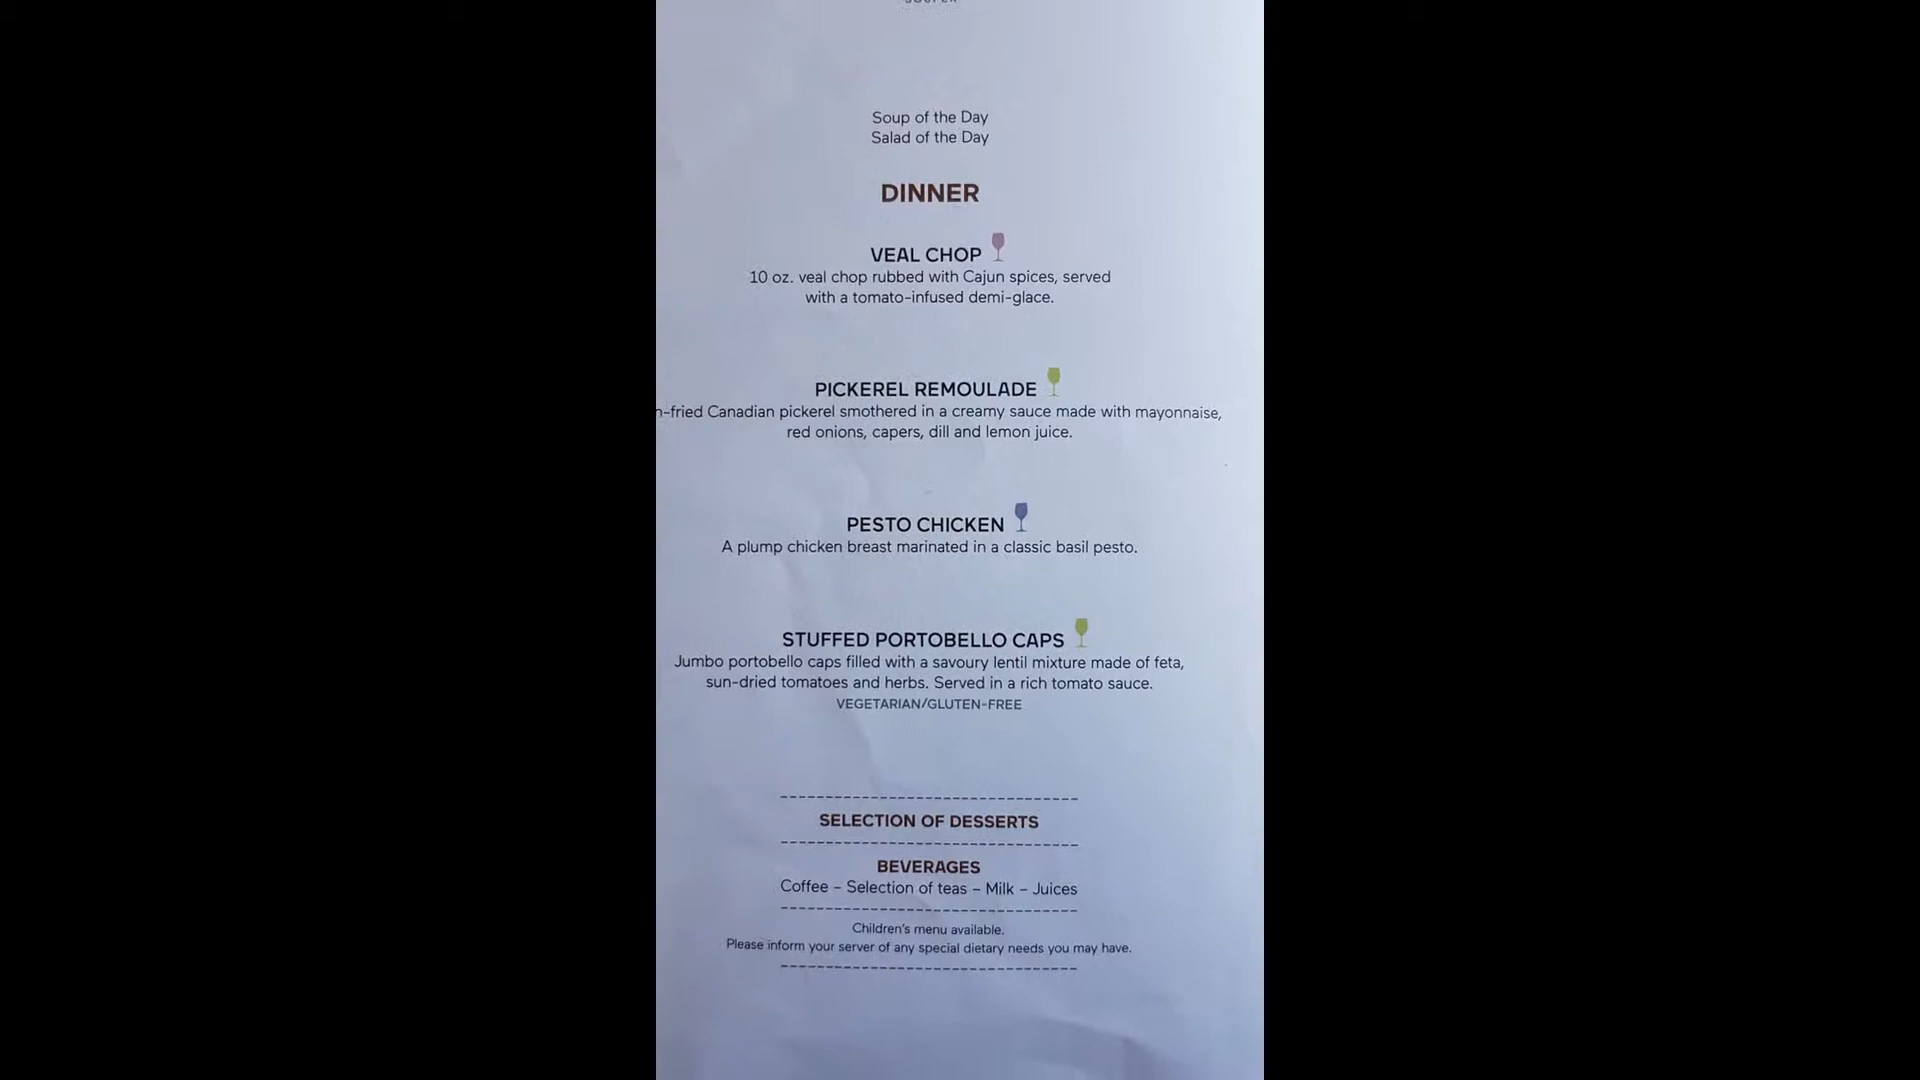 Soup of the Day
Salad of the Day
DINNER
VEAL CHOP
10 oz. veal chop rubbed with Cajun spices, served
with a tomato-infused demi-glace.
PICKEREL REMOULADE
n-fried Canadian pickerel smothered in a creamy sauce made with mayonnaise,
red onions, capers, dill and lemon juice.
PESTO CHICKEN
A plump chicken breast marinated in a classic basil pesto.
STUFFED PORTOBELLO CAPS
Jumbo portobello caps filled with a savoury lentil mixture made of feta,
sun-dried tomatoes and herbs. Served in a rich tomato sauce.
VEGETARIAN/GLUTEN-FREE
SELECTION OF DESSERTS
BEVERAGES
Coffee – Selection of teas – Milk – Juices
Children's menu available.
Please inform your server of any special dietary needs you may have.